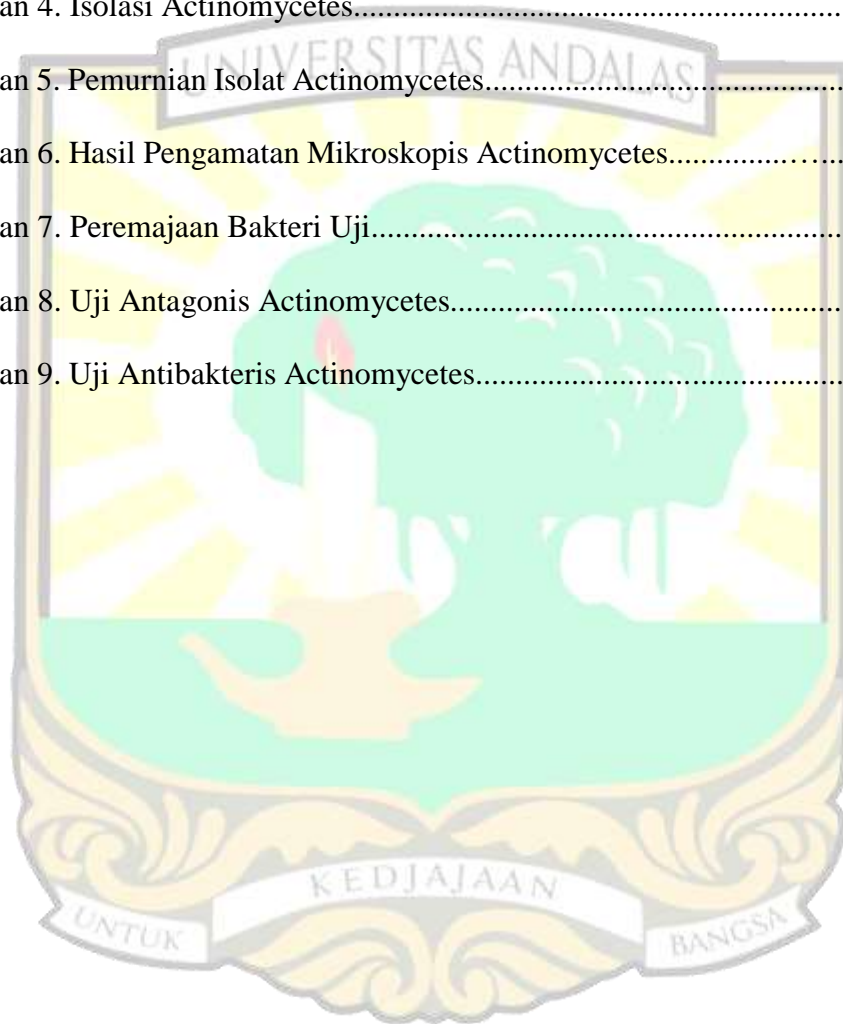 an 4. Isolasi Actinomycetes.............................................................
UNIVERSITAS ANDALAS
an 5. Pemurnian Isolat Actinomycetes.............................................
an 6. Hasil Pengamatan Mikroskopis Actinomycetes...............…...
an 7. Peremajaan Bakteri Uji...........................................................
an 8. Uji Antagonis Actinomycetes.................................................
an 9. Uji Antibakteris Actinomycetes..............................................
KEDJAJAAN
UNTUK BANGSA